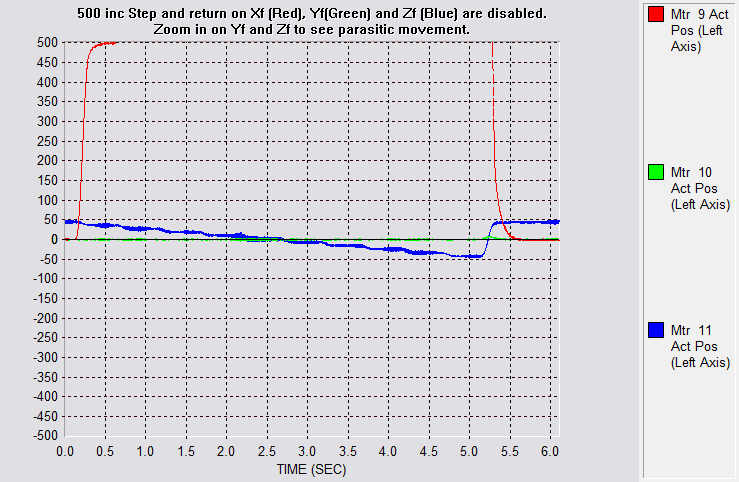 500 inc Step and return on Xf (Red), Yf(Green) and Zf (Blue) are disabled.
Zoom in on Yf and Zf to see parasitic movement.
500
450
400
350
300
250
200
150
100
50
0
-50
-100
-150
-200
-250
-300
-350
-400
-450
-500
0.0 0.5 1.0 1.5 2.0 2.5 3.0 3.5 4.0 4.5 5.0 5.5 6.0
TIME (SEC)
Mtr 9 Act
Pos (Left
Axis)
Mtr 10
Act Pos
(Left Axis)
Mtr 11
Act Pos
(Left Axis)